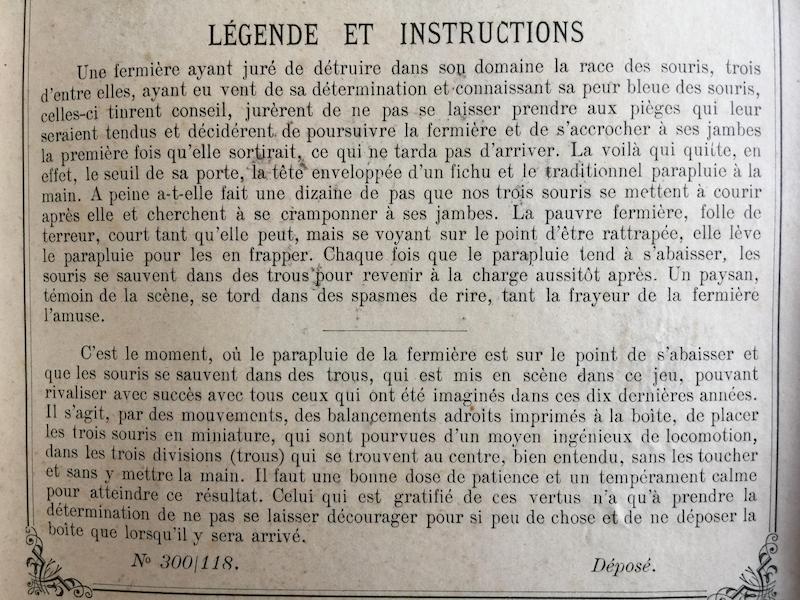 LÉGENDE ET INSTRUCTIONS
Une fermière ayant juré de détruire dans son domaine la race des souris, trois
d'entre elles, ayant eu vent de sa détermination et connaissant sa peur bleue des souris,
celles-ci tinrent conseil, jurèrent de ne pas se laisser prendre aux pièges qui leur
seraient tendus et décidérent de poursuivre la fermière et de s'accrocher à ses jambes
la première fois qu'elle sortirait, ce qui ne tarda pas d'arriver. La voilà qui quitte, en
effet, le seuil de sa porte, la tête enveloppée d'un fichu et le traditionnel parapluie à la
main. A peine a-t-elle fait une dizaine de pas que nos trois souris se mettent à courir
après elle et cherchent à se cramponner à ses jambes. La pauvre fermière, folle de
terreur, court tant qu'elle peut, mais se voyant sur le point d'être rattrapée, elle lève
le parapluie pour les en frapper. Chaque fois que le parapluie tend à s'abaisser, les
souris se sauvent dans des trous pour revenir à la charge aussitôt après. Un paysan,
témoin de la scène, se tord dans des spasmes de rire, tant la frayeur de la fermière
l'amuse.
C'est le moment, où le parapluie de la fermière est sur le point de s'abaisser et
que les souris se sauvent dans des trous, qui est mis en scène dans ce jeu, pouvant
rivaliser avec succès avec tous ceux qui ont été imaginés dans ces dix dernières années.
Il s'agit, par des mouvements, des balancements adroits imprimés à la boite, de placer
les trois souris en miniature, qui sont pourvues d'un moyen ingénieux de locomotion,
dans les trois divisions (trous) qui se trouvent au centre, bien entendu, sans les toucher
et sans y mettre la main. Il faut une bonne dose de patience et un tempérament calme
pour atteindre ce résultat. Celui qui est gratifié de ces vertus n'a qu'à prendre la
détermination de ne pas se laisser décourager pour si peu de chose et de ne déposer la
boite que lorsqu'il y sera arrivé.
No 300/118.
Déposé.